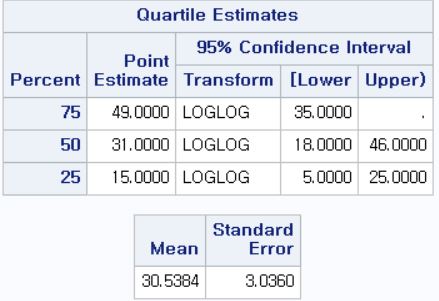 Quartile Estimates
Percent Point Estimate 95% Confidence Interval
Transform [Lower Upper)
75 49.0000 LOGLOG 35.0000 .
50 31.0000 LOGLOG 18.0000 46.0000
25 15.0000 LOGLOG 5.0000 25.0000
Mean Standard Error
30.5384 3.0360